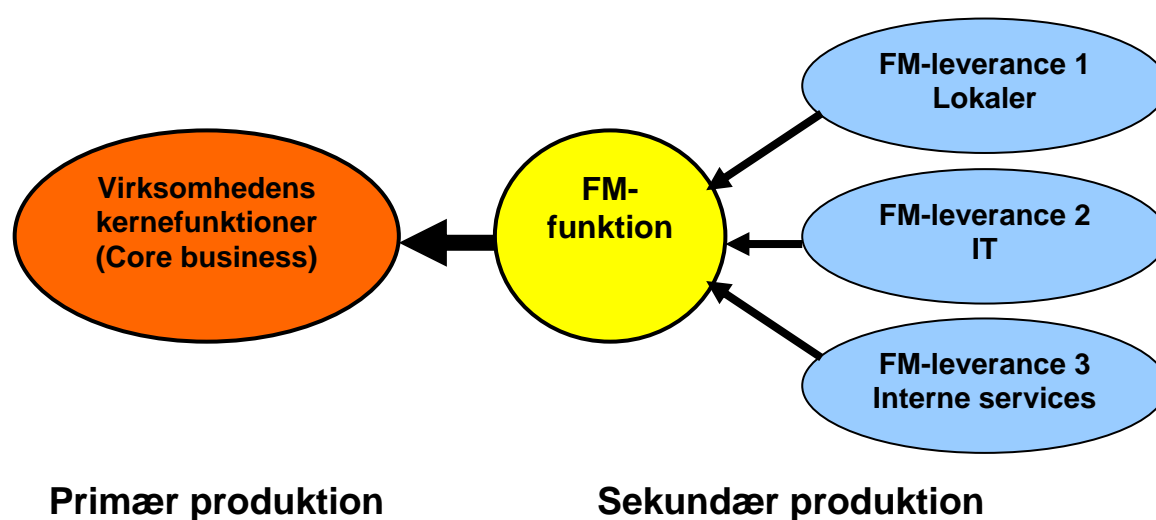 Virksomhedens
kernefunktioner
(Core business)
FM-
funktion
FM-leverance 1
Lokaler
FM-leverance 2
IT
FM-leverance 3
Interne services
Primær produktion
Sekundær produktion